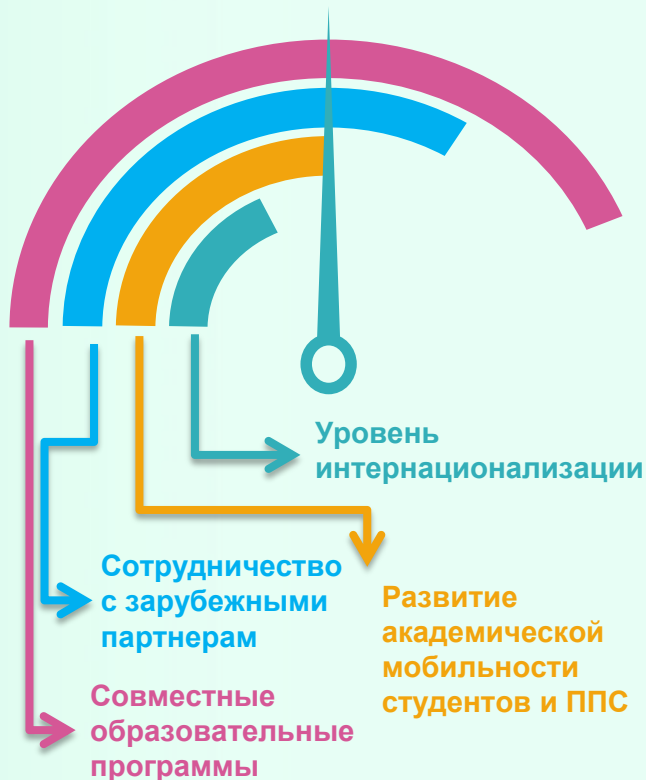 Уровень
интернационализации
Сотрудничество
с зарубежными
партнерам
Развитие
академической
мобильности
студентов и ППС
Совместные
образовательные
программы